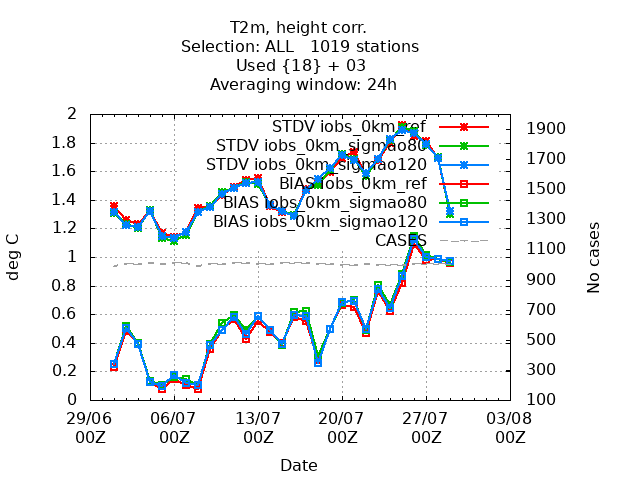 T2m, height corr.
Selection: ALL   1019 stations
Used {18} + 03
Averaging window: 24h
deg C
2
1.8
1.6
1.4
1.2
1
0.8
0.6
0.4
0.2
0
STDV iobs_0km_ref
STDV iobs_0km_sigmao80
STDV iobs_0km_sigmao120
BIAS iobs_0km_ref
BIAS iobs_0km_sigmao80
BIAS iobs_0km_sigmao120
CASES
1900
1700
1500
1300
1100
900
700
500
300
100
No cases
29/06 06/07 13/07 20/07 27/07 03/08
00Z 00Z 00Z 00Z 00Z 00Z
Date